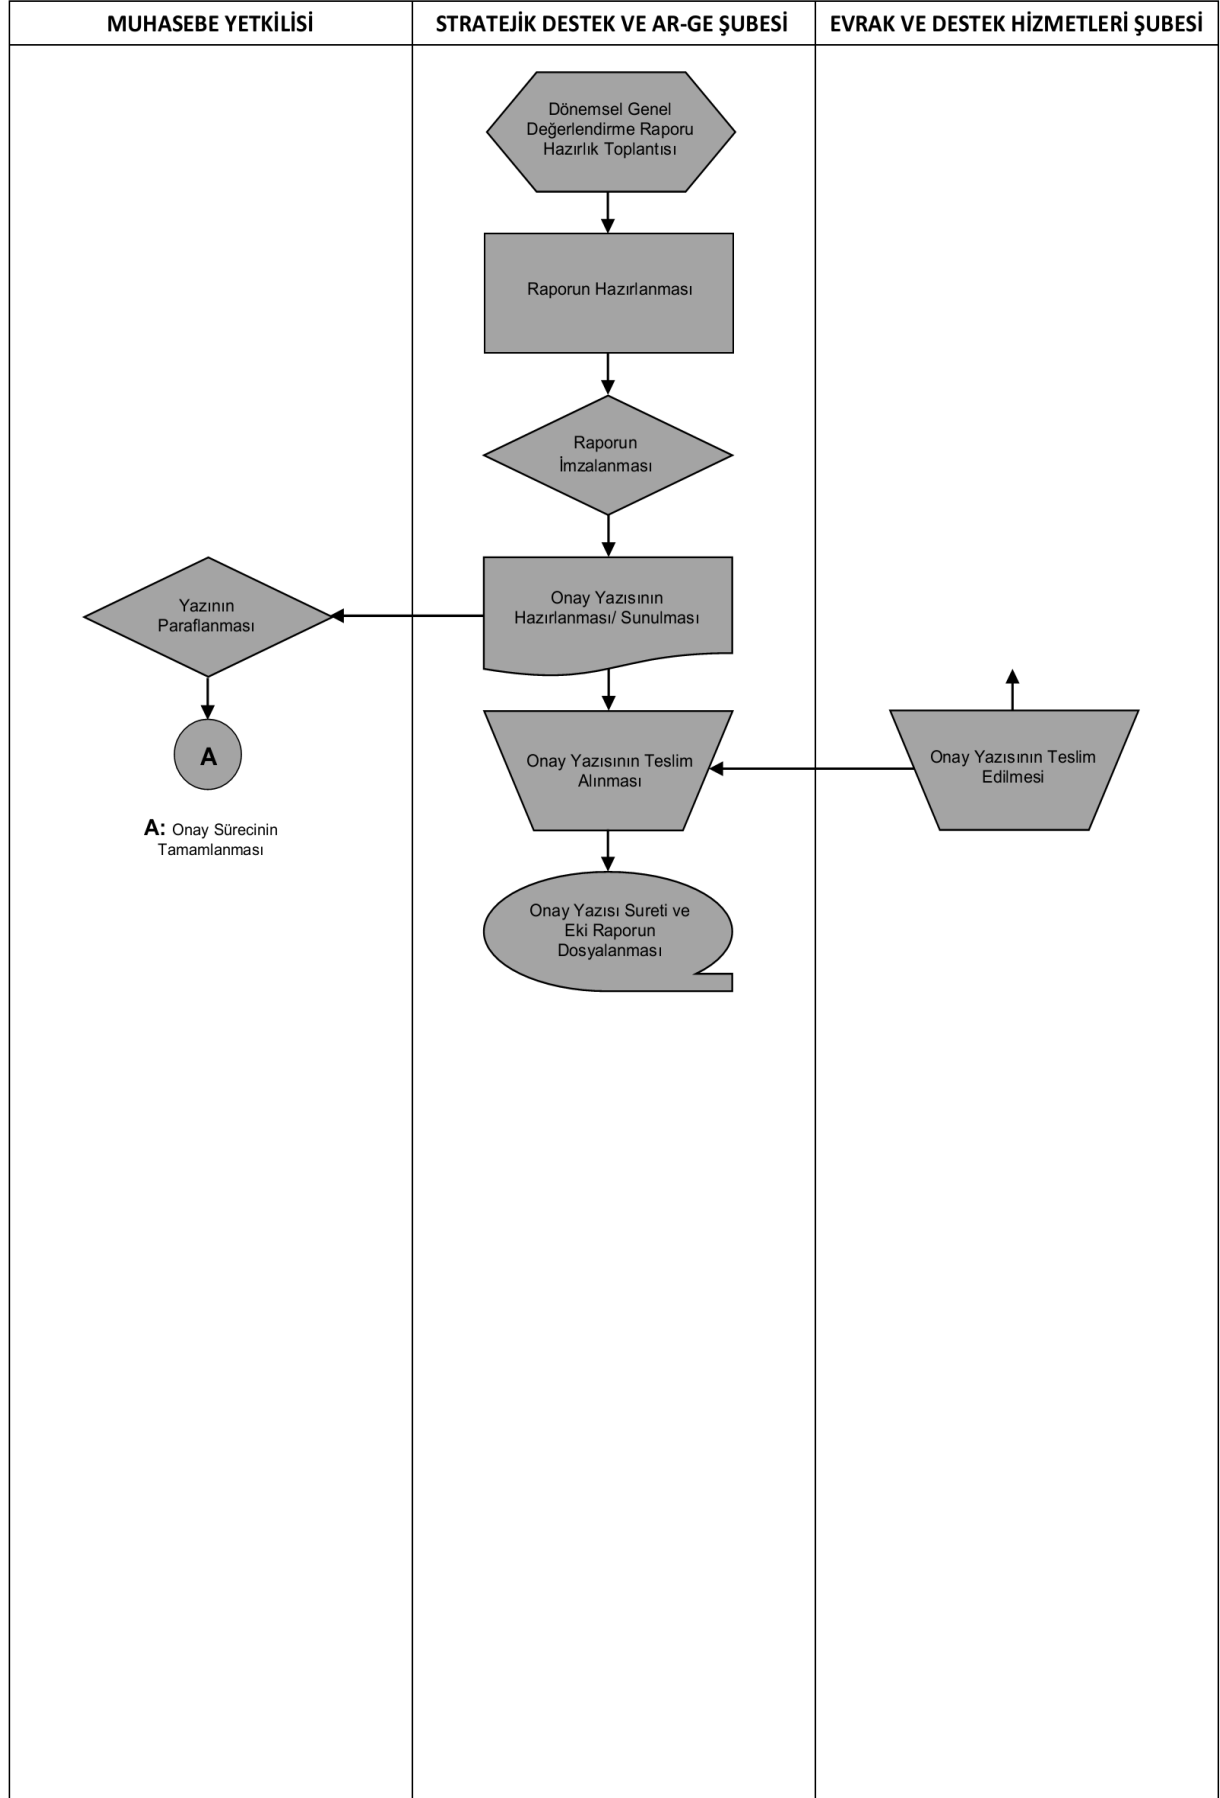 MUHASEBE YETKİLİSİ
STRATEJİK DESTEK VE AR-GE ŞUBESİ
EVRAK VE DESTEK HİZMETLERİ ŞUBESİ
Dönemsel Genel
Değerlendirme Raporu
Hazırlık Toplantısı
Raporun Hazırlanması
Raporun
İmzalanması
Onay Yazısının
Hazırlanması/ Sunulması
Yazının
Paraflanması
A
A: Onay Sürecinin
Tamamlanması
Onay Yazısının Teslim
Alınması
Onay Yazısının Teslim
Edilmesi
Onay Yazısı Sureti ve
Eki Raporun
Dosyalanması